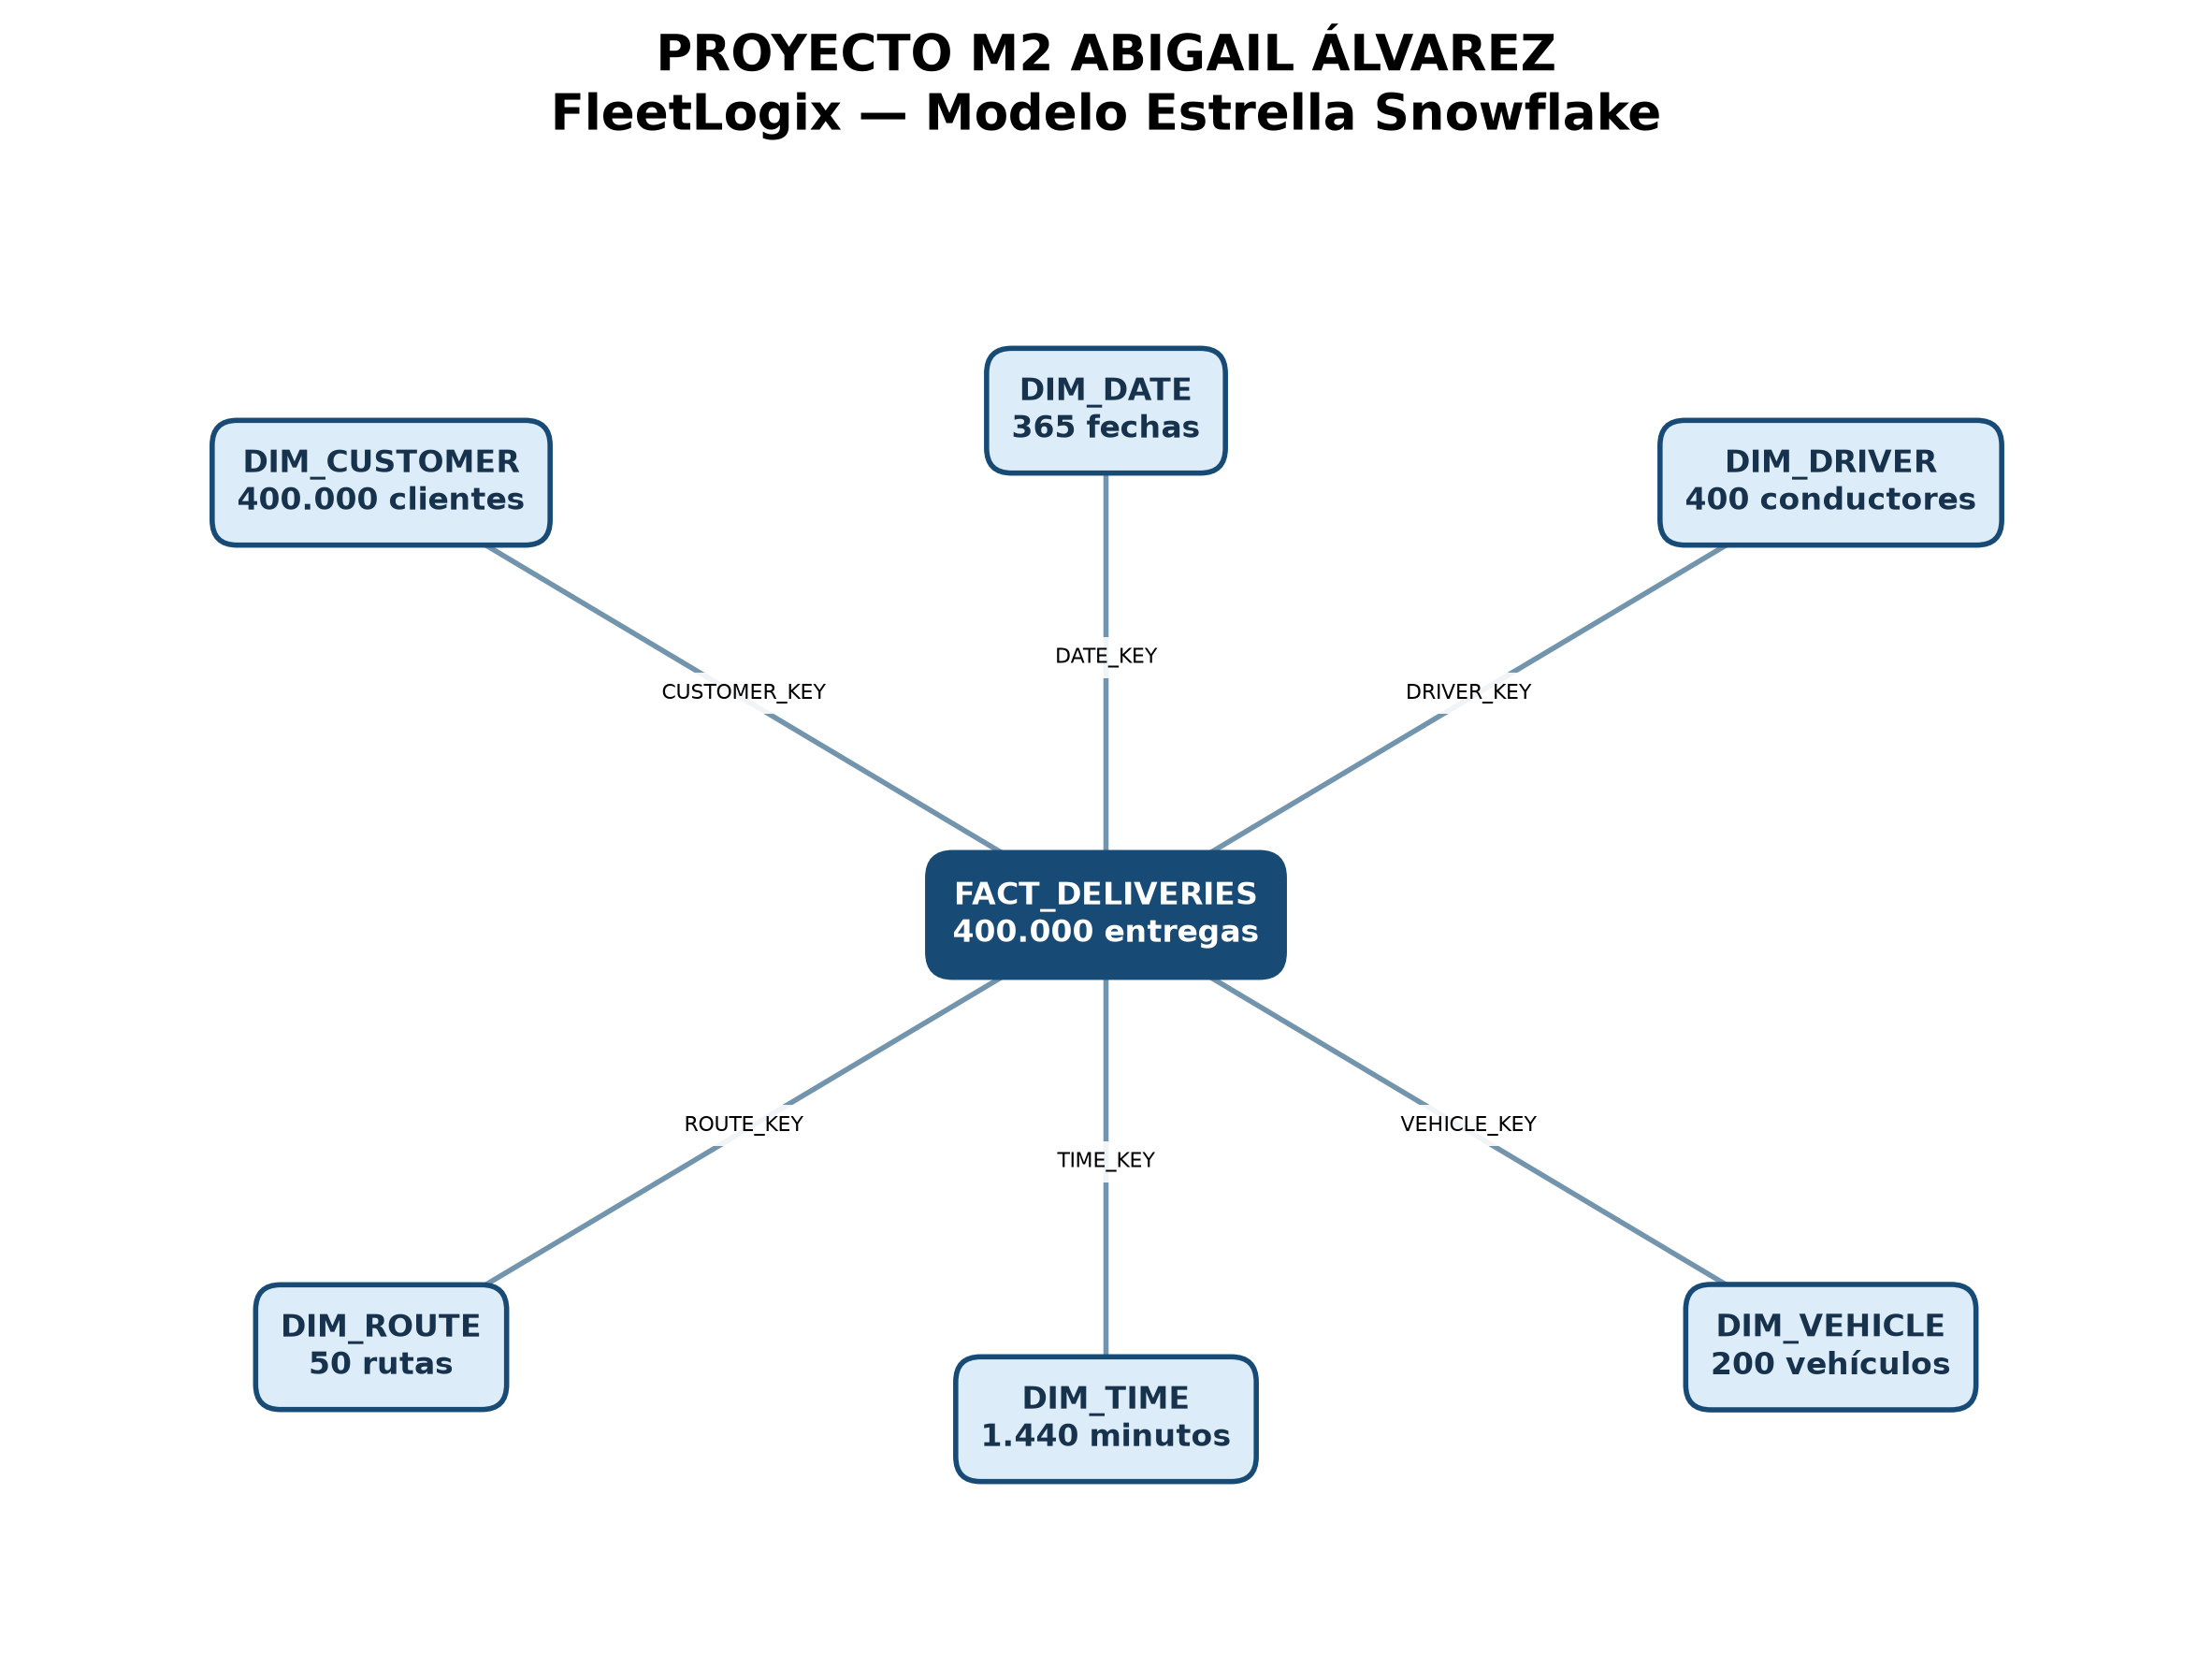 PROYECTO M2 ABIGAIL ÁLVAREZ
FleetLogix — Modelo Estrella Snowflake
DIM_DATE
365 fechas
DIM_CUSTOMER
400.000 clientes
DIM_DRIVER
400 conductores
DATE_KEY
CUSTOMER_KEY
DRIVER_KEY
FACT_DELIVERIES
400.000 entregas
ROUTE_KEY
VEHICLE_KEY
TIME_KEY
DIM_ROUTE
50 rutas
DIM_VEHICLE
200 vehículos
DIM_TIME
1.440 minutos